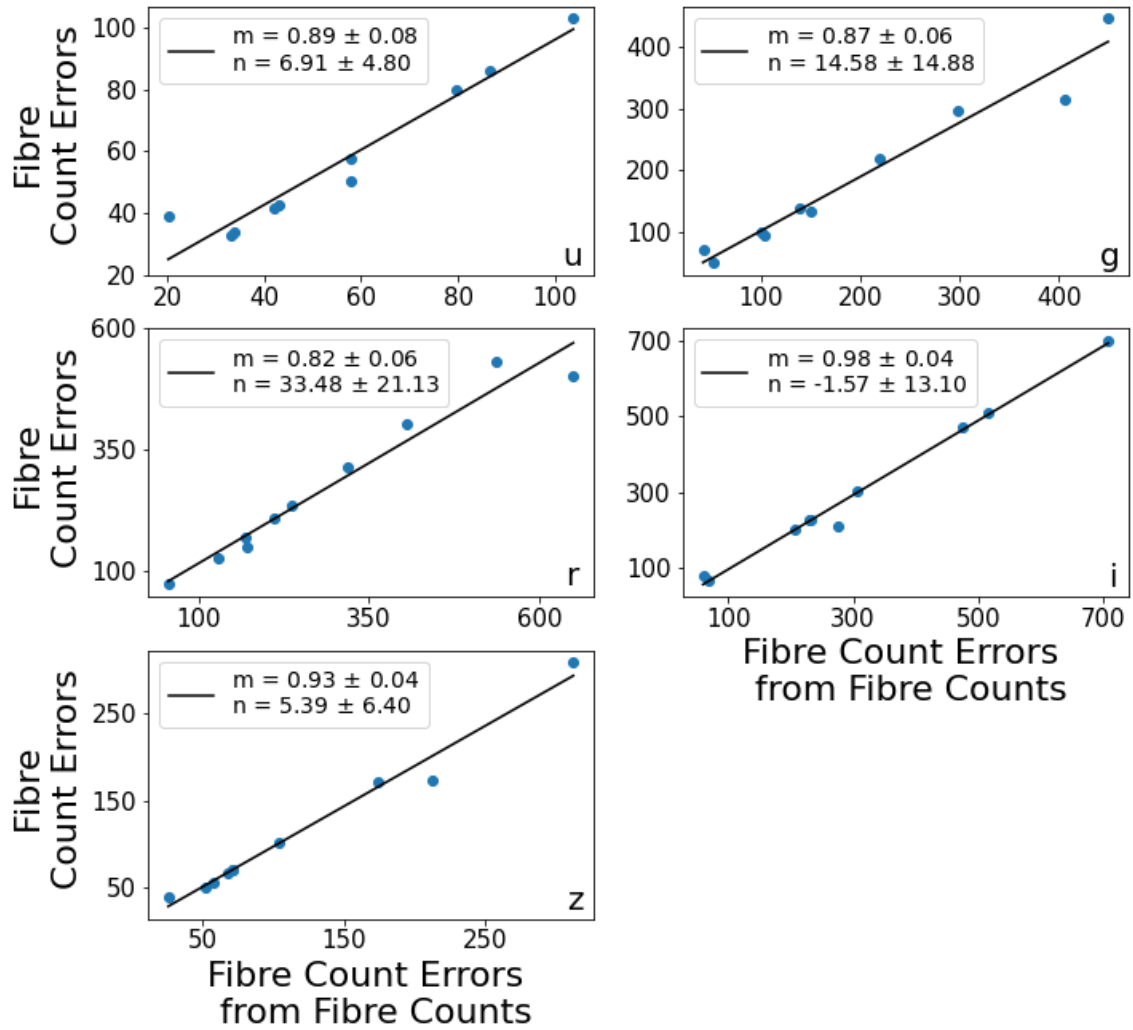 Fibre
Count Errors
100
80
60
40
20
m = 0.89 ± 0.08
n = 6.91 ± 4.80
u
20 40 60 80 100
400
300
200
100
m = 0.87 ± 0.06
n = 14.58 ± 14.88
g
100 200 300 400
Fibre
Count Errors
600
350
100
m = 0.82 ± 0.06
n = 33.48 ± 21.13
r
100 350 600
700
500
300
100
m = 0.98 ± 0.04
n = -1.57 ± 13.10
i
100 300 500 700
Fibre Count Errors
from Fibre Counts
Fibre
Count Errors
250
150
50
m = 0.93 ± 0.04
n = 5.39 ± 6.40
z
50 150 250
Fibre Count Errors
from Fibre Counts